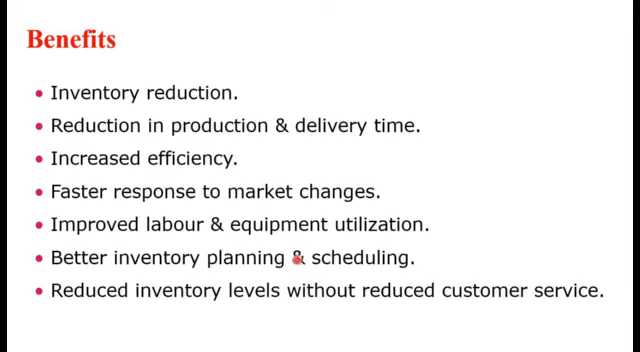 Benefits
• Inventory reduction.
• Reduction in production & delivery time.
• Increased efficiency.
• Faster response to market changes.
• Improved labour & equipment utilization.
• Better inventory planning & scheduling.
• Reduced inventory levels without reduced customer service.